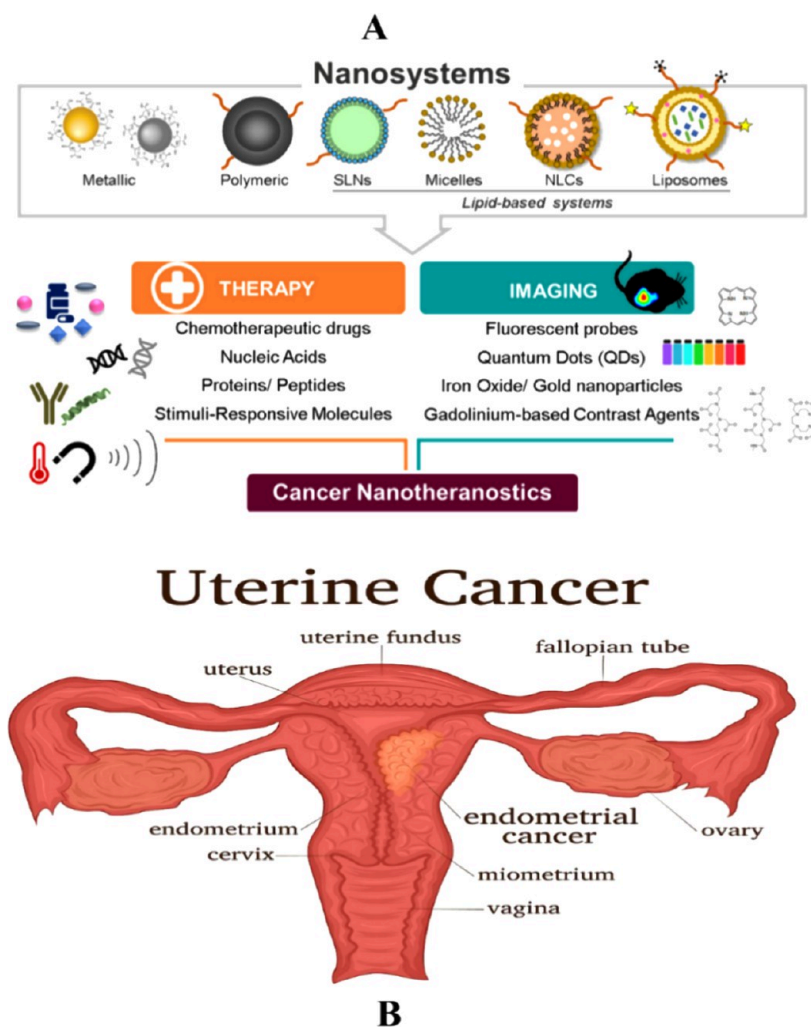 A
Nanosystems
Metallic
Polymeric
SLNs
Micelles
NLCs
Liposomes
Lipid-based systems
THERAPY
Chemotherapeutic drugs
Nucleic Acids
Proteins/ Peptides
Stimuli-Responsive Molecules
IMAGING
Fluorescent probes
Quantum Dots (QDs)
Iron Oxide/ Gold nanoparticles
Gadolinium-based Contrast Agents
Cancer Nanotheranostics
Uterine Cancer
uterine fundus
uterus
fallopian tube
endometrium
endometrial
cancer
ovary
cervix
miometrium
vagina
B